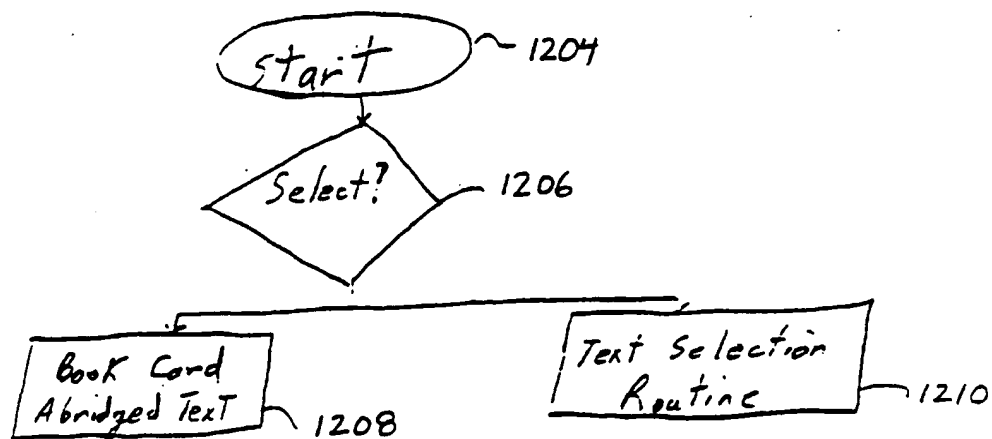 Start
1204
Select?
1206
Book Card
Abridged Text
1208
Text Selection
Routine
1210